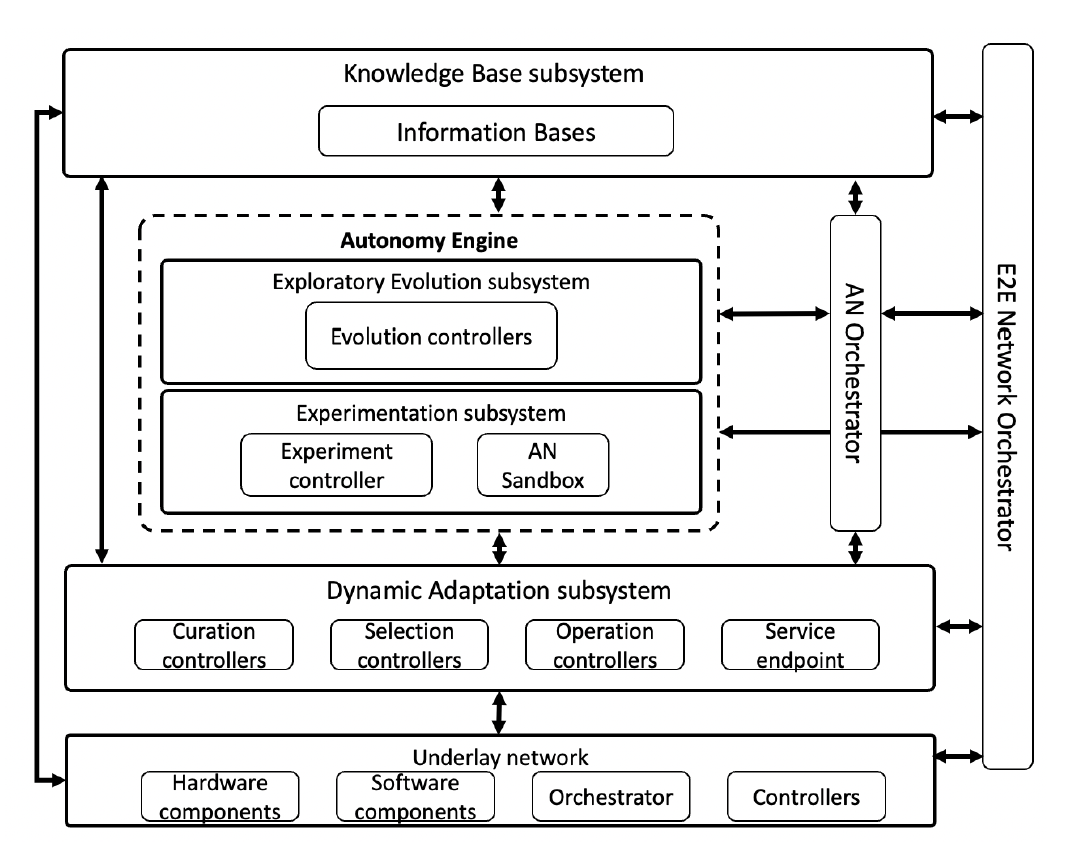 Knowledge Base subsystem
Information Bases
Autonomy Engine
Exploratory Evolution subsystem
Evolution controllers
Experimentation subsystem
Experiment
controller
AN
Sandbox
AN Orchestrator
E2E Network Orchestrator
Dynamic Adaptation subsystem
Curation
controllers
Selection
controllers
Operation
controllers
Service
endpoint
Underlay network
Hardware
components
Software
components
Orchestrator
Controllers